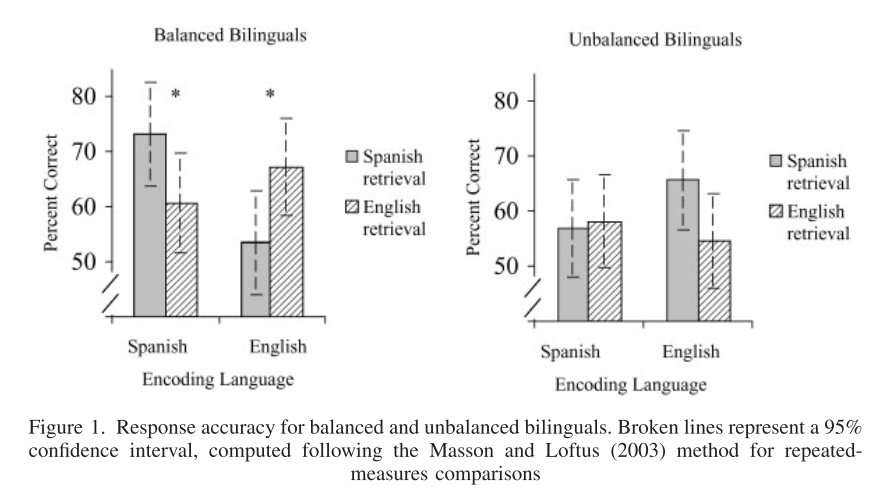 Balanced Bilinguals
80
70
60
50
Percent Correct
*
*
Spanish
retrieval
English
retrieval
Spanish
English
Encoding Language
Unbalanced Bilinguals
80
70
60
50
Percent Correct
Spanish
retrieval
English
retrieval
Spanish
English
Encoding Language
Figure 1. Response accuracy for balanced and unbalanced bilinguals. Broken lines represent a 95%
confidence interval, computed following the Masson and Loftus (2003) method for repeated-
measures comparisons